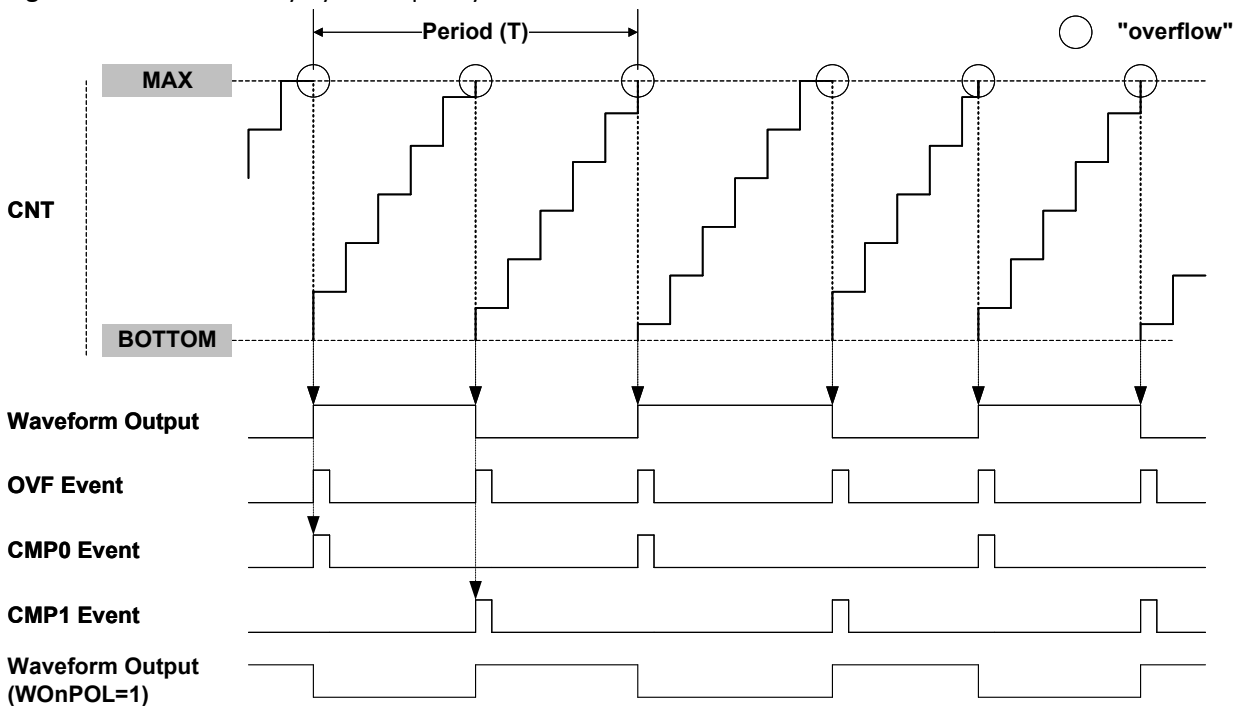 Period (T)
"overflow"
MAX
CNT
BOTTOM
Waveform Output
OVF Event
CMP0 Event
CMP1 Event
Waveform Output
(WOnPOL=1)